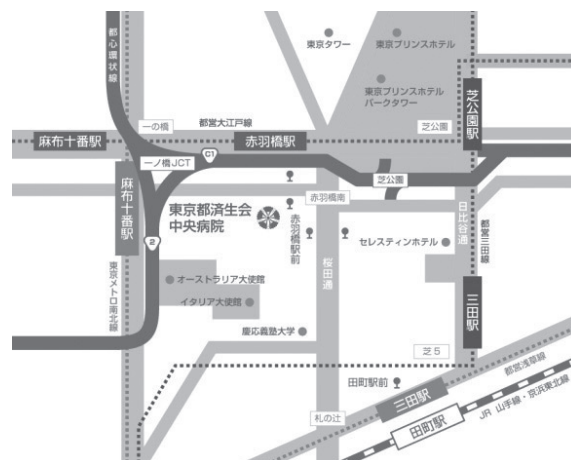 都心環状線
東京タワー
東京プリンスホテル
東京プリンスホテル
パークタワー
一の橋
都営大江戸線
芝公園
芝公園駅
麻布十番駅
赤羽橋駅
一ノ橋JCT
C1
芝公園
麻布十番駅
東京都済生会
中央病院
赤羽橋南
赤羽橋駅前
日比谷通
都営三田線
2
セレスティンホテル
桜田通
東京メトロ南北線
オーストラリア大使館
イタリア大使館
三田駅
慶応義塾大学
芝5
都営浅草線
田町駅前
三田駅
JR 山手線・京浜東北線
札の辻
田町駅